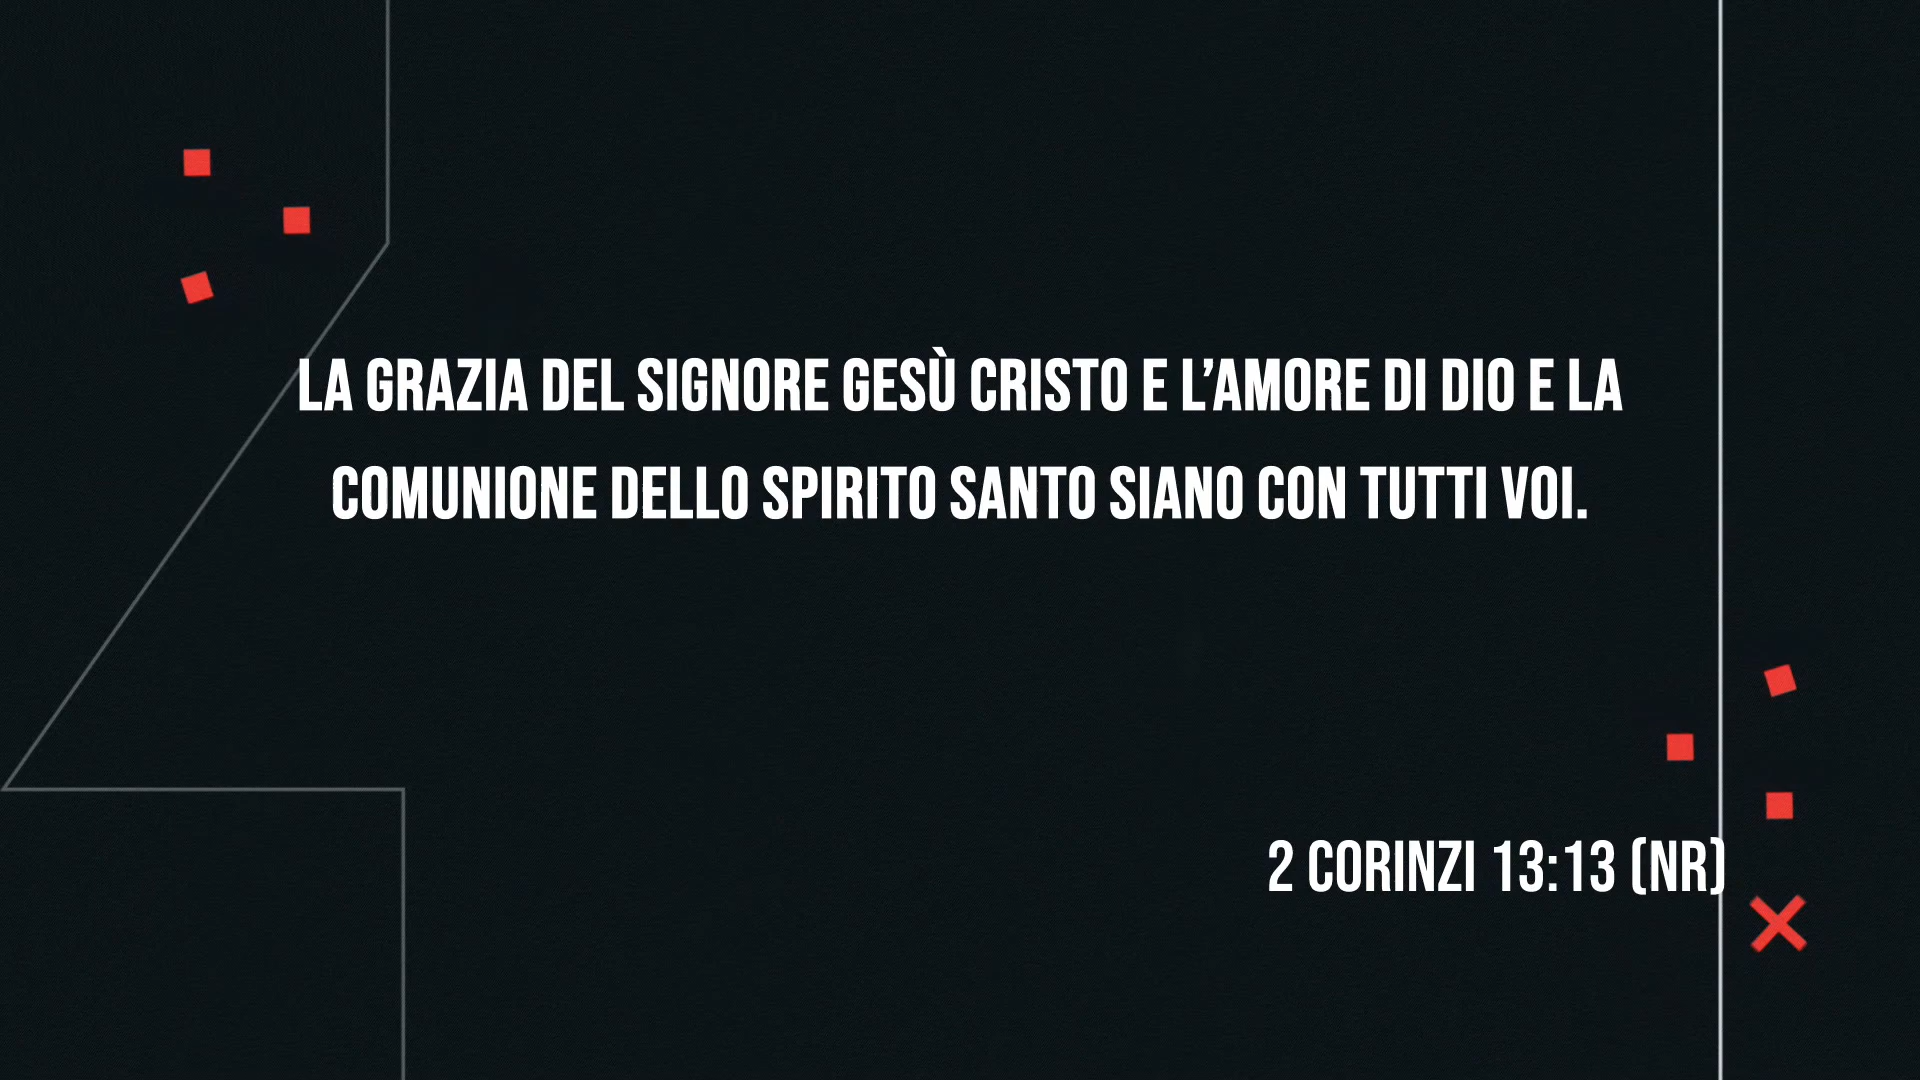 LA GRAZIA DEL SIGNORE GESÙ CRISTO E L’AMORE DI DIO E LA
COMUNIONE DELLO SPIRITO SANTO SIANO CON TUTTI VOI.
2 CORINZI 13:13 (NR)